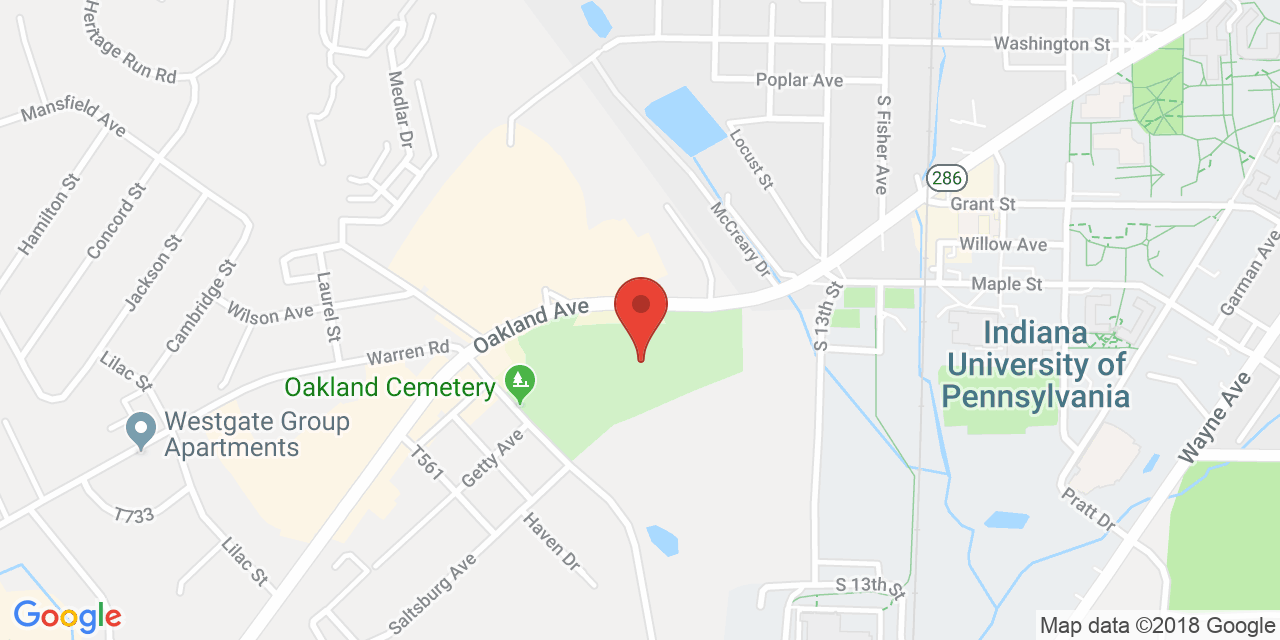 Heritage Run Rd
Washington St
Poplar Ave
Medlar Dr
Mansfield Ave
S Fisher Ave
Locust St
286
Hamilton St
Concord St
McCreary Dr
Grant St
Jackson St
Willow Ave
Garman Ave
Cambridge St
Laurel St
Maple St
Wilson Ave
Oakland Ave
S 13th St
Indiana
University of
Pennsylvania
Warren Rd
Lilac St
Oakland Cemetery
Wayne Ave
Westgate Group
Apartments
T561
Getty Ave
T733
Pratt Dr
Haven Dr
Lilac St
Saltsburg Ave
S 13th St
Google
Map data ©2018 Google